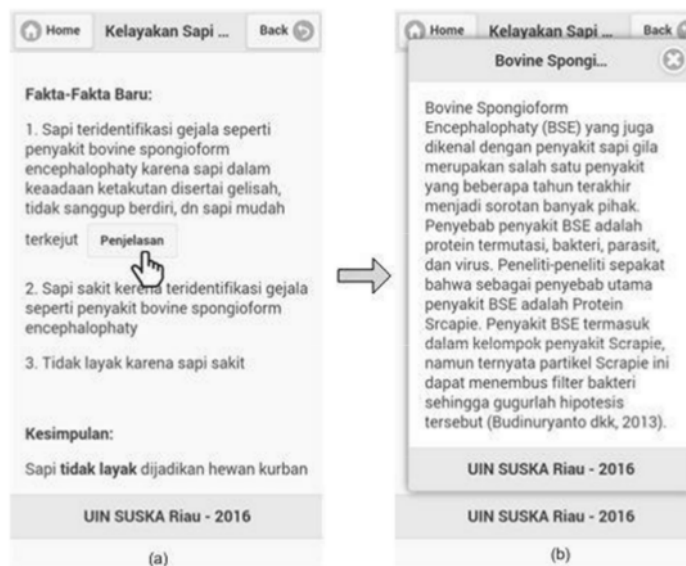 Home Kelayakan Sapi ... Back
Fakta-Fakta Baru:
1. Sapi teridentifikasi gejala seperti
penyakit bovine spongioform
encephalophaty karena sapi dalam
keaadaan ketakutan disertai gelisah,
tidak sanggup berdiri, dn sapi mudah
terkejut Penjelasan
2. Sapi sakit kerena teridentifikasi gejala
seperti penyakit bovine spongioform
encephalophaty
3. Tidak layak karena sapi sakit
Kesimpulan:
Sapi tidak layak dijadikan hewan kurban
UIN SUSKA Riau - 2016
(a)
Home Kelayakan Sapi ... Back
Bovine Spongi...
Bovine Spongioform
Encephalophaty (BSE) yang juga
dikenal dengan penyakit sapi gila
merupakan salah satu penyakit
yang beberapa tahun terakhir
menjadi sorotan banyak pihak.
Penyebab penyakit BSE adalah
protein termutasi, bakteri, parasit,
dan virus. Peneliti-peneliti sepakat
bahwa sebagai penyebab utama
penyakit BSE adalah Protein
Srcapie. Penyakit BSE termasuk
dalam kelompok penyakit Scrapie,
namun ternyata partikel Scrapie ini
dapat menembus filter bakteri
sehingga gugurlah hipotesis
tersebut (Budinuryanto dkk, 2013).
UIN SUSKA Riau - 2016
UIN SUSKA Riau - 2016
(b)